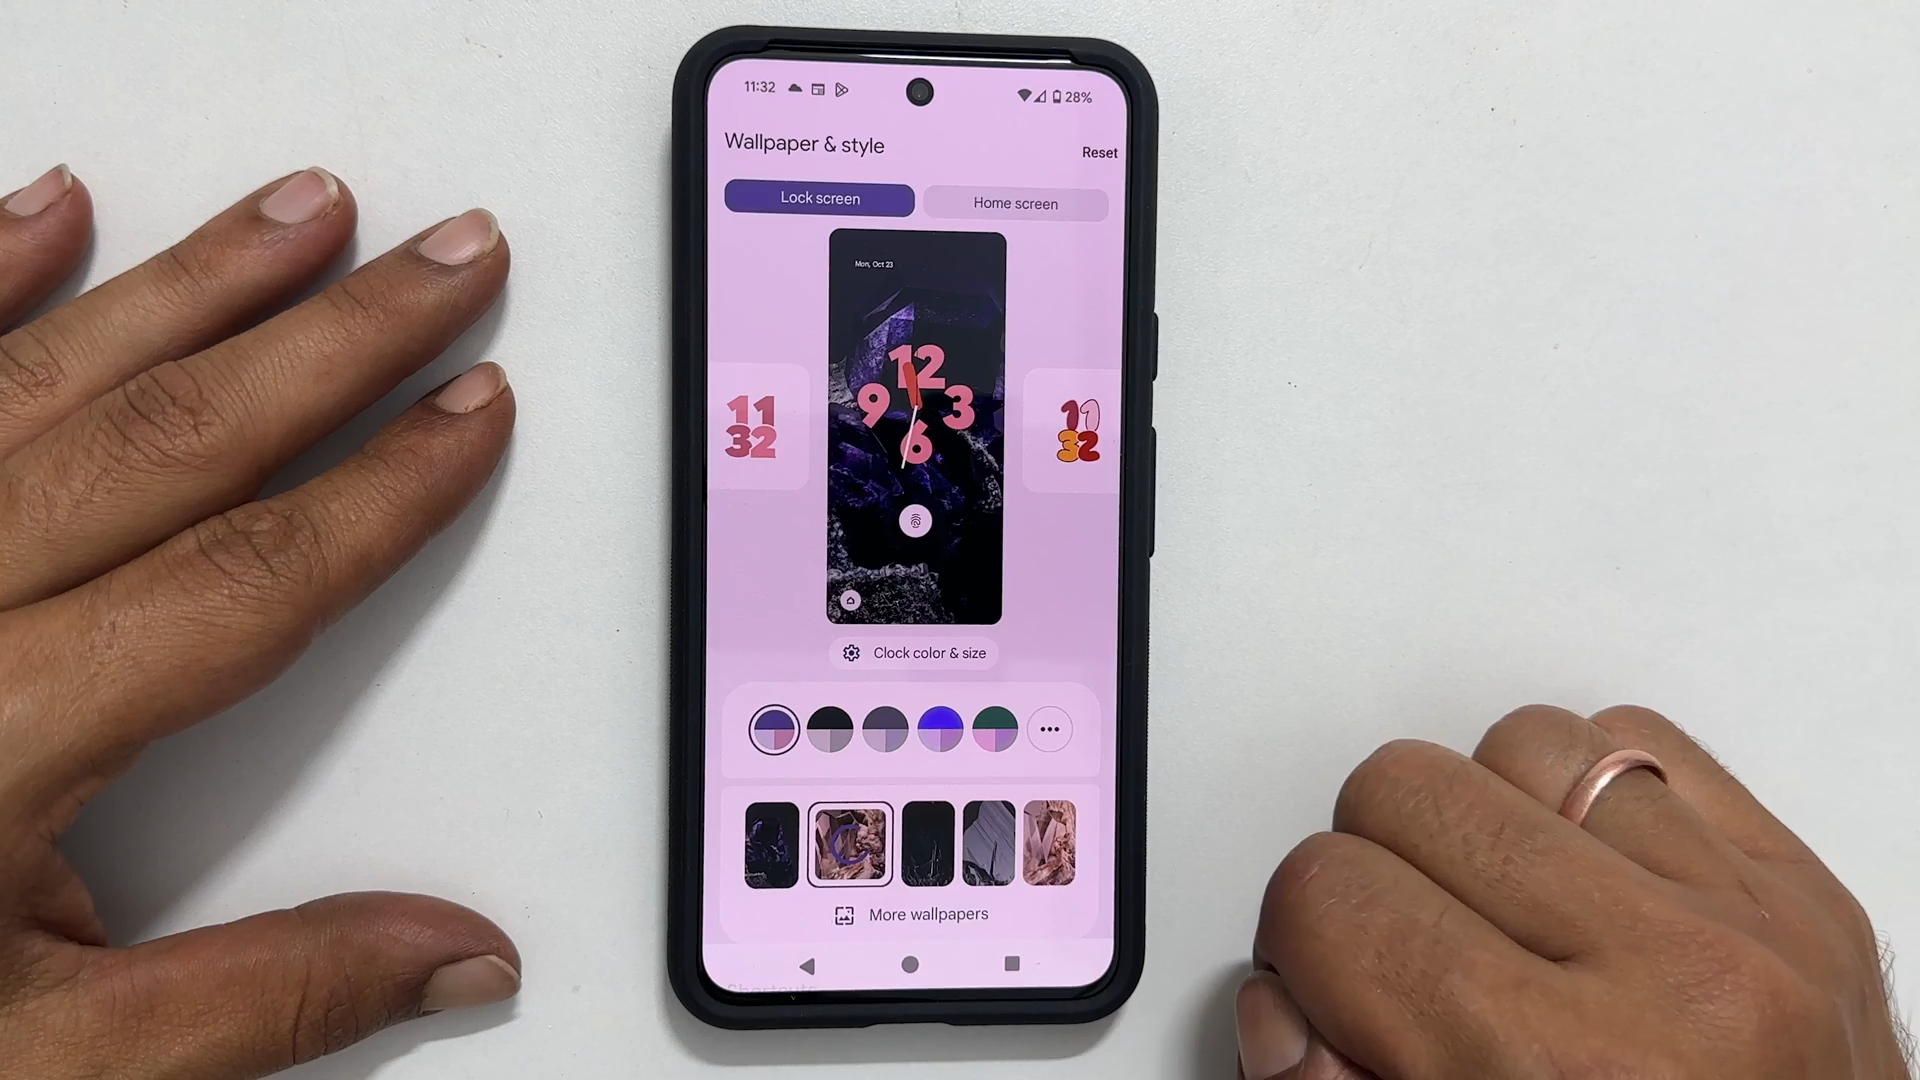 11:32
28%
Wallpaper & style
Reset
Lock screen
Home screen
Mon, Oct 23
12
9
3
6
11
32
11
32
Clock color & size
More wallpapers
Shortcuts